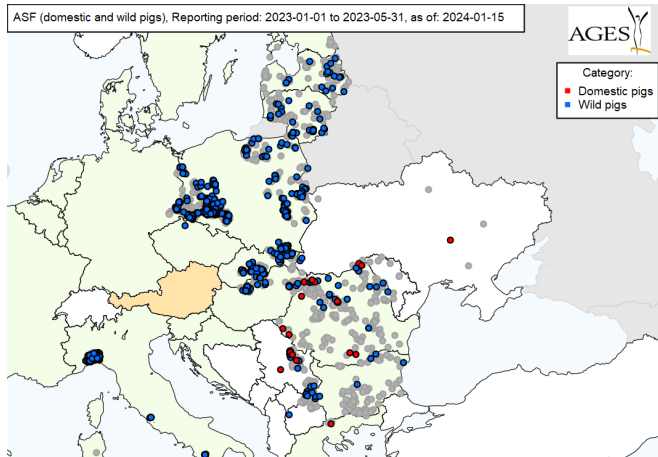 ASF (domestic and wild pigs), Reporting period: 2023-01-01 to 2023-05-31, as of: 2024-01-15
AGES
Category:
Domestic pigs
Wild pigs